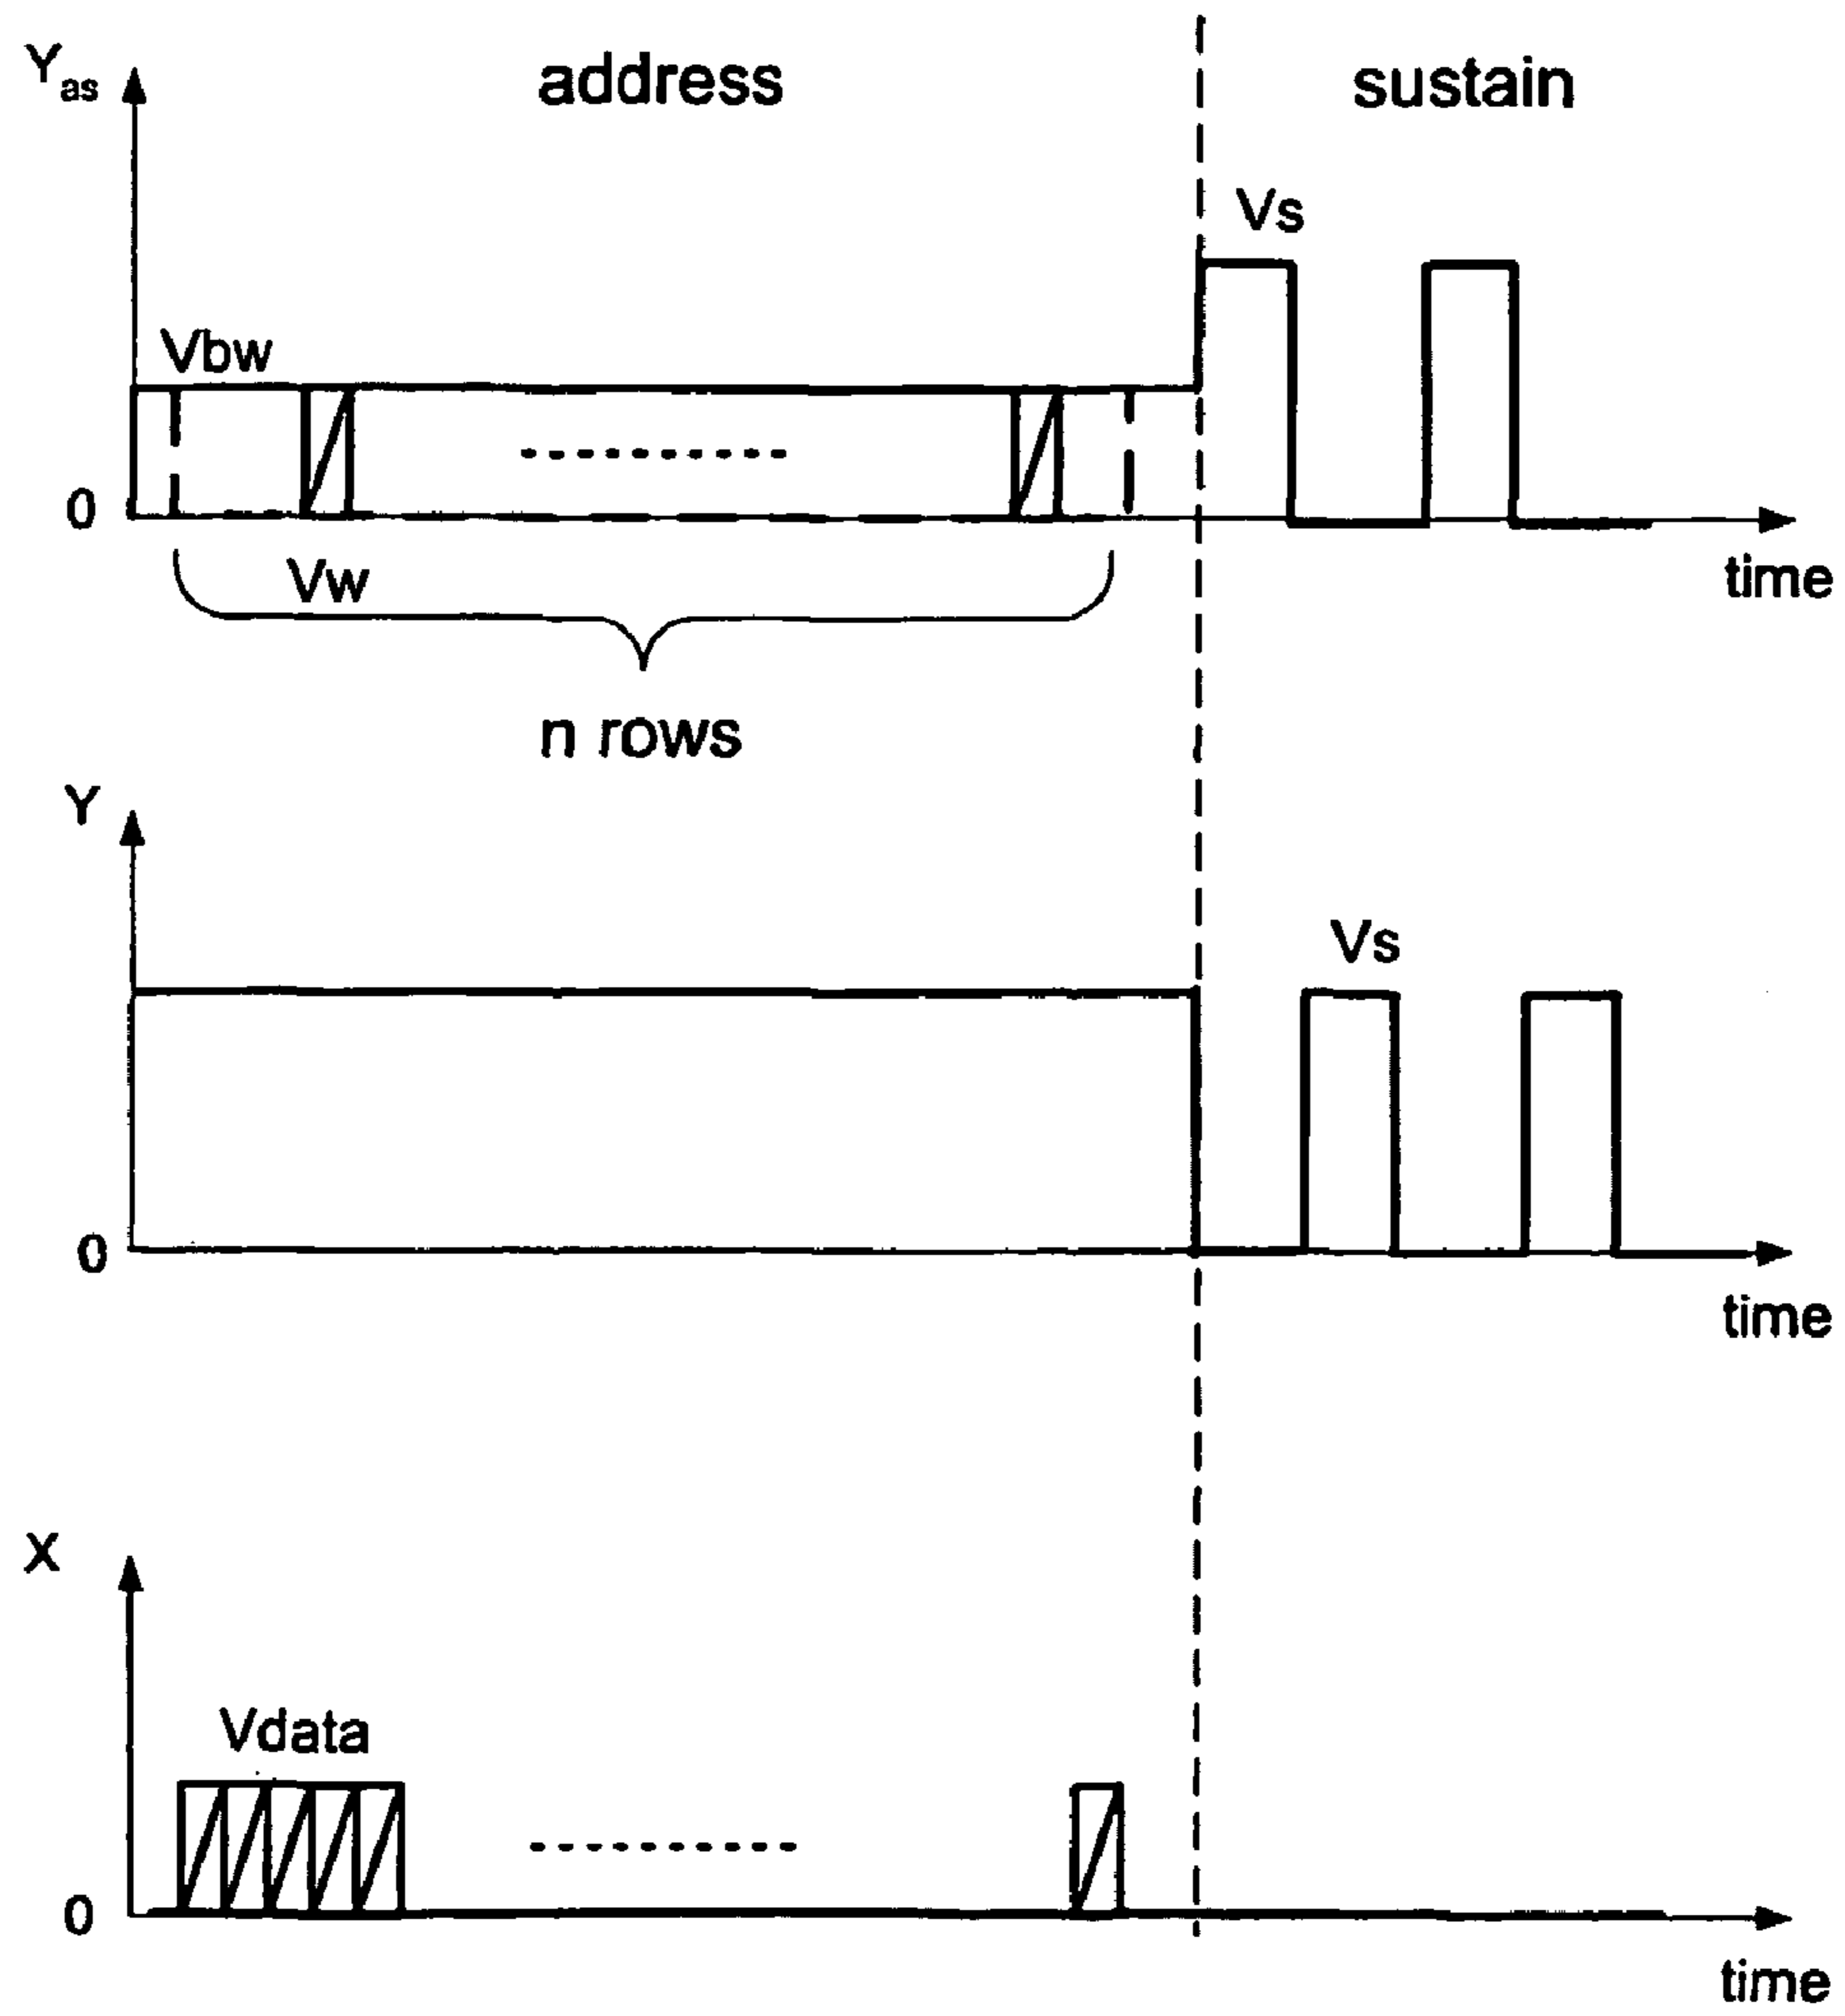 Yas
address
sustain
Vs
Vbw
0
time
Vw
n rows
Y
Vs
0
time
X
Vdata
0
time